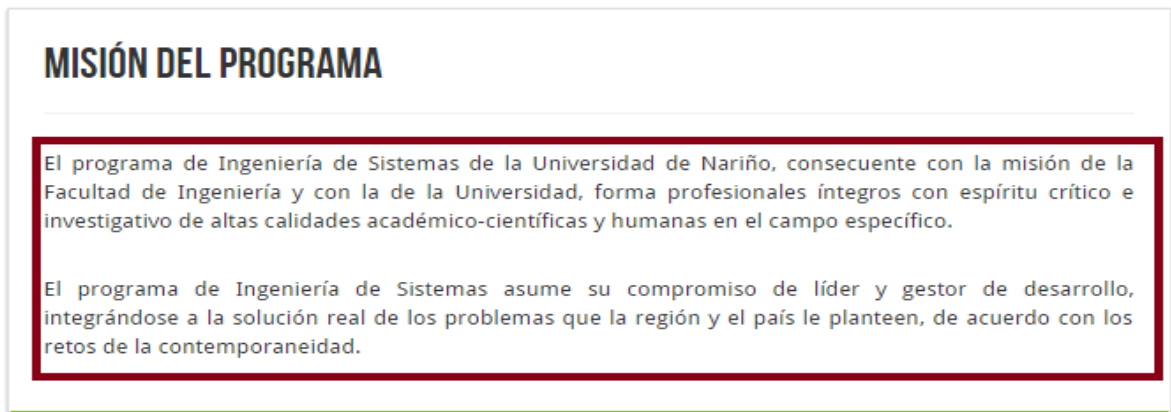 MISIÓN DEL PROGRAMA
El programa de Ingeniería de Sistemas de la Universidad de Nariño, consecuente con la misión de la
Facultad de Ingeniería y con la de la Universidad, forma profesionales íntegros con espíritu crítico e
investigativo de altas calidades académico-científicas y humanas en el campo específico.
El programa de Ingeniería de Sistemas asume su compromiso de líder y gestor de desarrollo,
integrándose a la solución real de los problemas que la región y el país le planteen, de acuerdo con los
retos de la contemporaneidad.